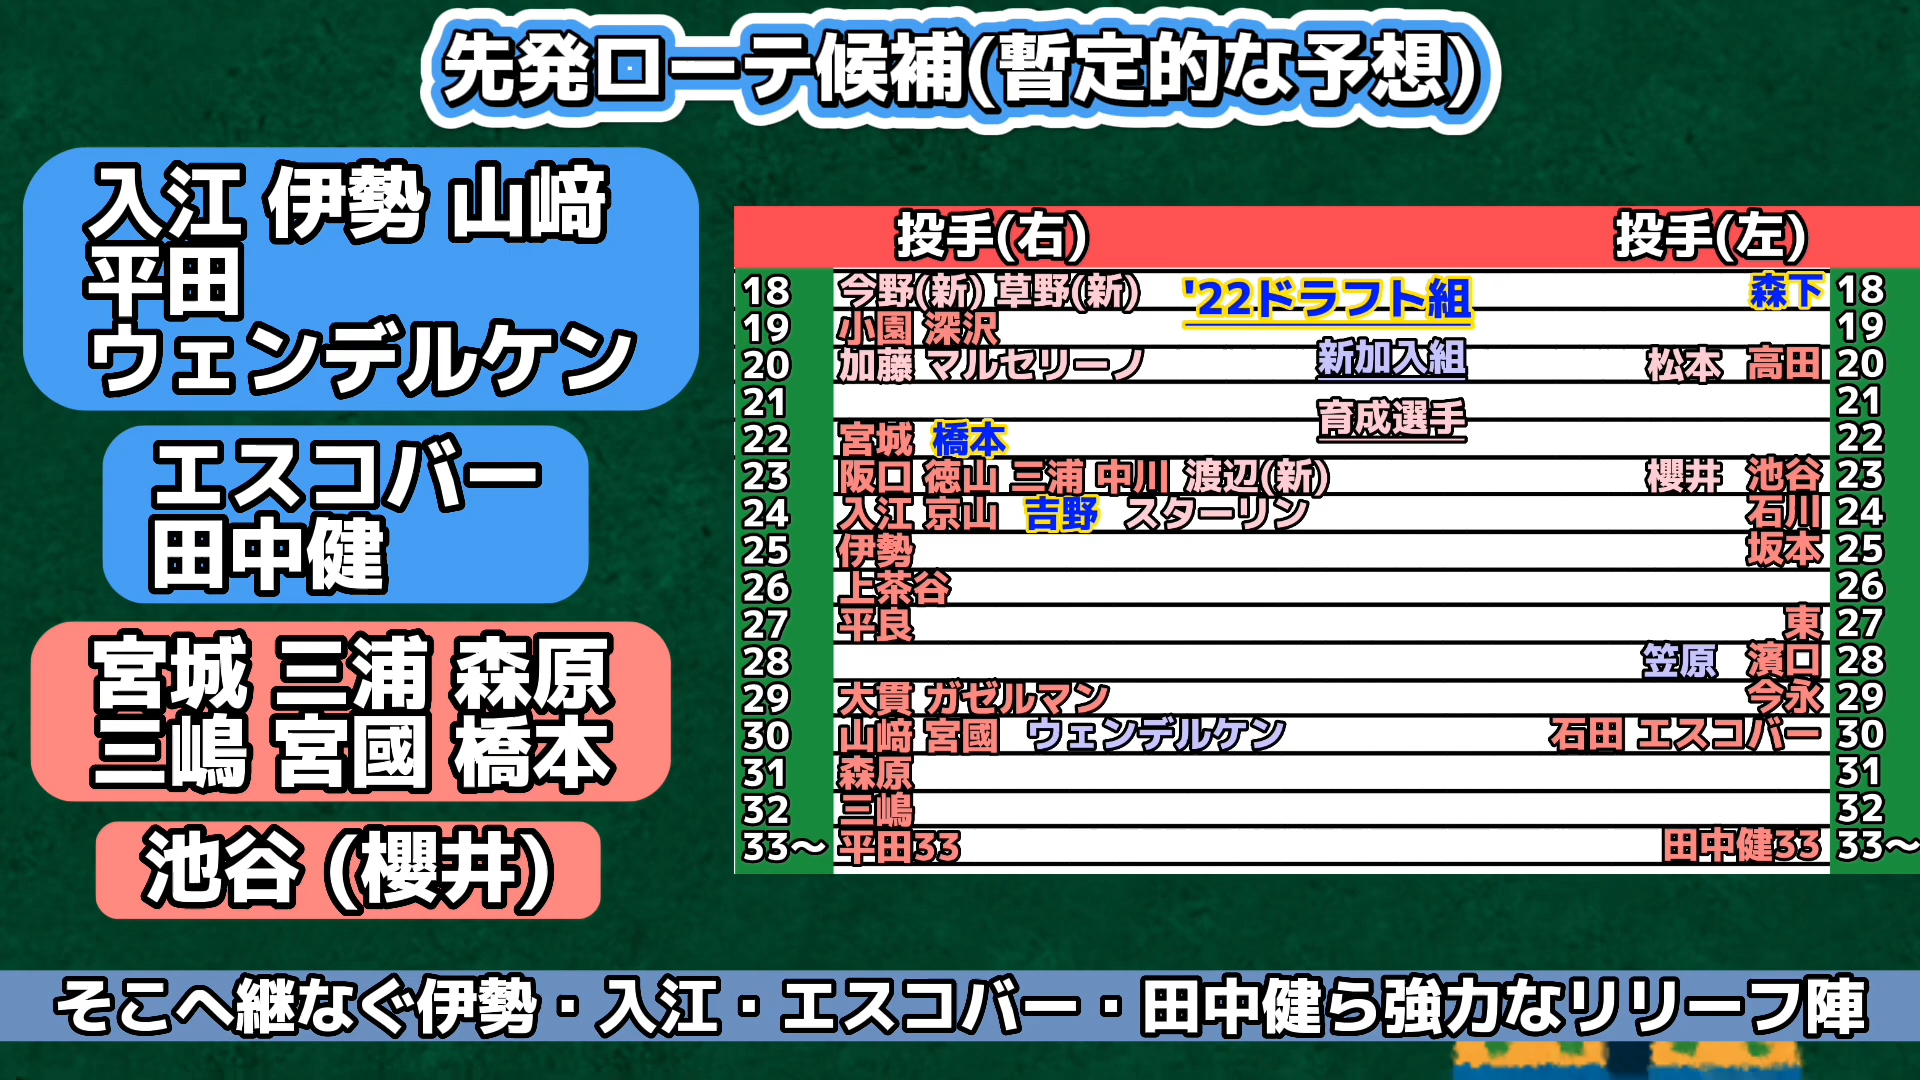 先発ローテ候補(暫定的な予想)
入江 伊勢 山﨑
平田
ウェンデルケン
エスコバー
田中健
宮城 三浦 森原
三嶋 宮國 橋本
池谷 (櫻井)
投手(右) 投手(左)
18 今野(新) 草野(新) '22ドラフト組 森下 18
19 小園 深沢 19
20 加藤 マルセリーノ 新加入組 松本 高田 20
21 育成選手 21
22 宮城 橋本 22
23 阪口 徳山 三浦 中川 渡辺(新) 櫻井 池谷 23
24 入江 京山 吉野 スターリン 石川 24
25 伊勢 坂本 25
26 上茶谷 26
27 平良 東 27
28 笠原 濱口 28
29 大貫 ガゼルマン 今永 29
30 山﨑 宮國 ウェンデルケン 石田 エスコバー 30
31 森原 31
32 三嶋 32
33～ 平田33 田中健33 33～
そこへ継なぐ伊勢・入江・エスコバー・田中健ら強力なリリーフ陣